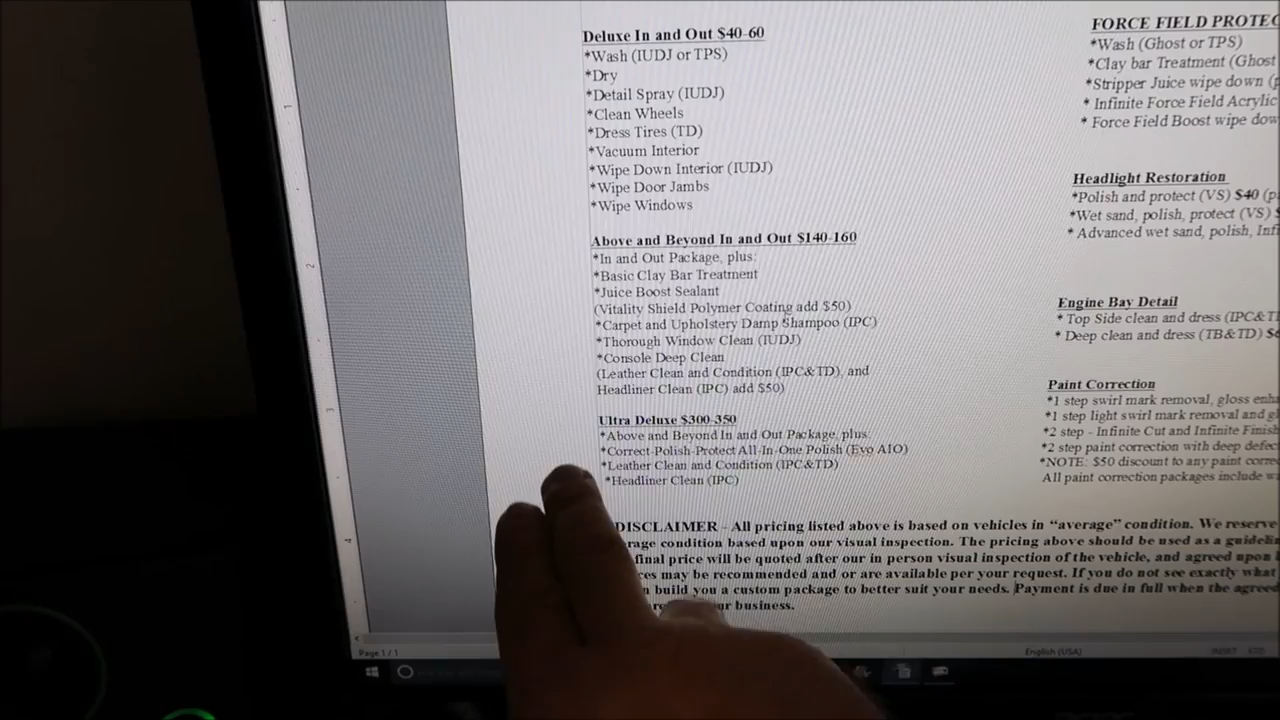 Deluxe In and Out $40-60
*Wash (IUDJ or TPS)
*Dry
*Detail Spray (IUDJ)
*Clean Wheels
*Dress Tires (TD)
*Vacuum Interior
*Wipe Down Interior (IUDJ)
*Wipe Door Jambs
*Wipe Windows
Above and Beyond In and Out $140-160
*In and Out Package, plus:
*Basic Clay Bar Treatment
*Juice Boost Sealant
(Vitality Shield Polymer Coating add $50)
*Carpet and Upholstery Damp Shampoo (IPC)
*Thorough Window Clean (IUDJ)
*Console Deep Clean
(Leather Clean and Condition (IPC&TD), and
Headliner Clean (IPC) add $50)
Ultra Deluxe $300-350
*Above and Beyond In and Out Package, plus:
*Correct-Polish-Protect All-In-One Polish (Evo AIO)
*Leather Clean and Condition (IPC&TD)
*Headliner Clean (IPC)
FORCE FIELD
*Wash (Ghost or TPS)
*Clay bar Treatment (Ghost
*Stripper Juice wipe down
* Infinite Force Field Acrylic
* Force Field Boost wipe
Headlight Restoration
*Polish and protect (VS) $40
*Wet sand, polish, protect (VS)
* Advanced wet sand, polish,
Engine Bay Detail
* Top Side clean and dress
* Deep clean and dress (TB&TD)
Paint Correction
*1 step swirl mark removal, gloss
*1 step light swirl mark removal and
*2 step - Infinite Cut and Infinite Finish
*2 step paint correction with deep
*NOTE: $50 discount to any paint
All paint correction packages include
DISCLAIMER - All pricing listed above is based on vehicles in “average” condition. We reserve
condition based upon our visual inspection. The pricing above should be used as a
final price will be quoted after our in person visual inspection of the vehicle, and agreed upon
may be recommended and or are available per your request. If you do not see exactly what
build you a custom package to better suit your needs. Payment is due in full when the agreed
business.
Page 1 / 1
English (USA)
1
2
3
4